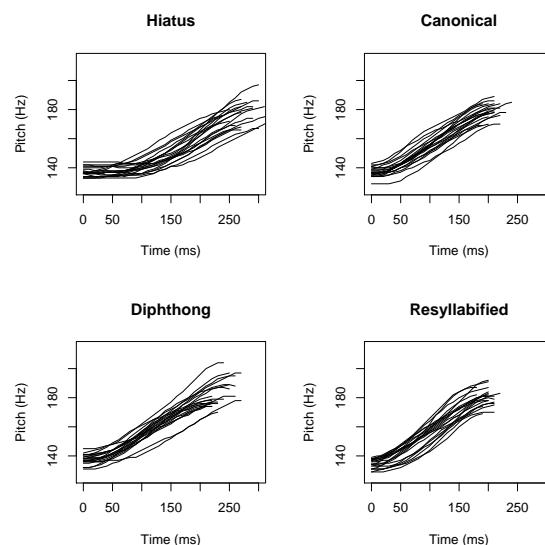 Hiatus
Pitch (Hz)
140 180
0 50 150 250
Time (ms)
Canonical
Pitch (Hz)
140 180
0 50 150 250
Time (ms)
Diphthong
Pitch (Hz)
140 180
0 50 150 250
Time (ms)
Resyllabified
Pitch (Hz)
140 180
0 50 150 250
Time (ms)